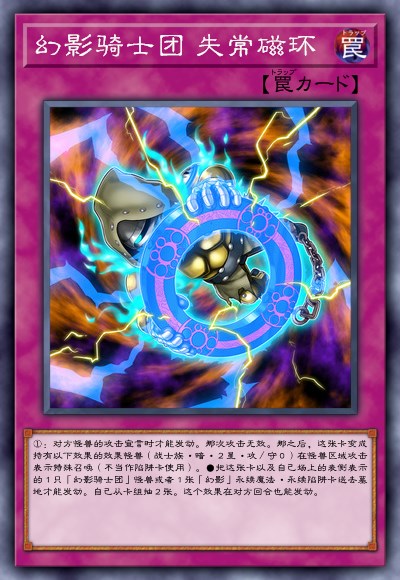 幻影骑士团 失常磁环 罠
トラップ
トラップ
【罠カード】
①：对方怪兽的攻击宣言时才能发动。那次攻击无效。那之后，这张卡变成
持有以下效果的效果怪兽（战士族・暗・2星・攻/守0）在怪兽区域攻击
表示特殊召唤（不当作陷阱卡使用）。●把这张卡以及自己场上的表侧表示
的1只「幻影骑士团」怪兽或者1张「幻影」永续魔法・永续陷阱卡送去墓
地才能发动。自己从卡组抽2张。这个效果在对方回合也能发动。